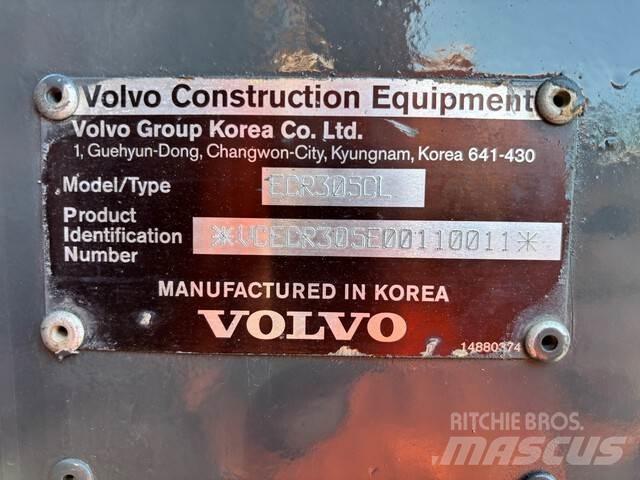 Volvo Construction Equipment
Volvo Group Korea Co. Ltd.
1, Guehyun-Dong, Changwon-City, Kyungnam, Korea 641-430
Model/Type ECR305CL
Product
Identification *VCECR305E00110011*
Number
MANUFACTURED IN KOREA
VOLVO
14880374
RITCHIE BROS.
MASCUS